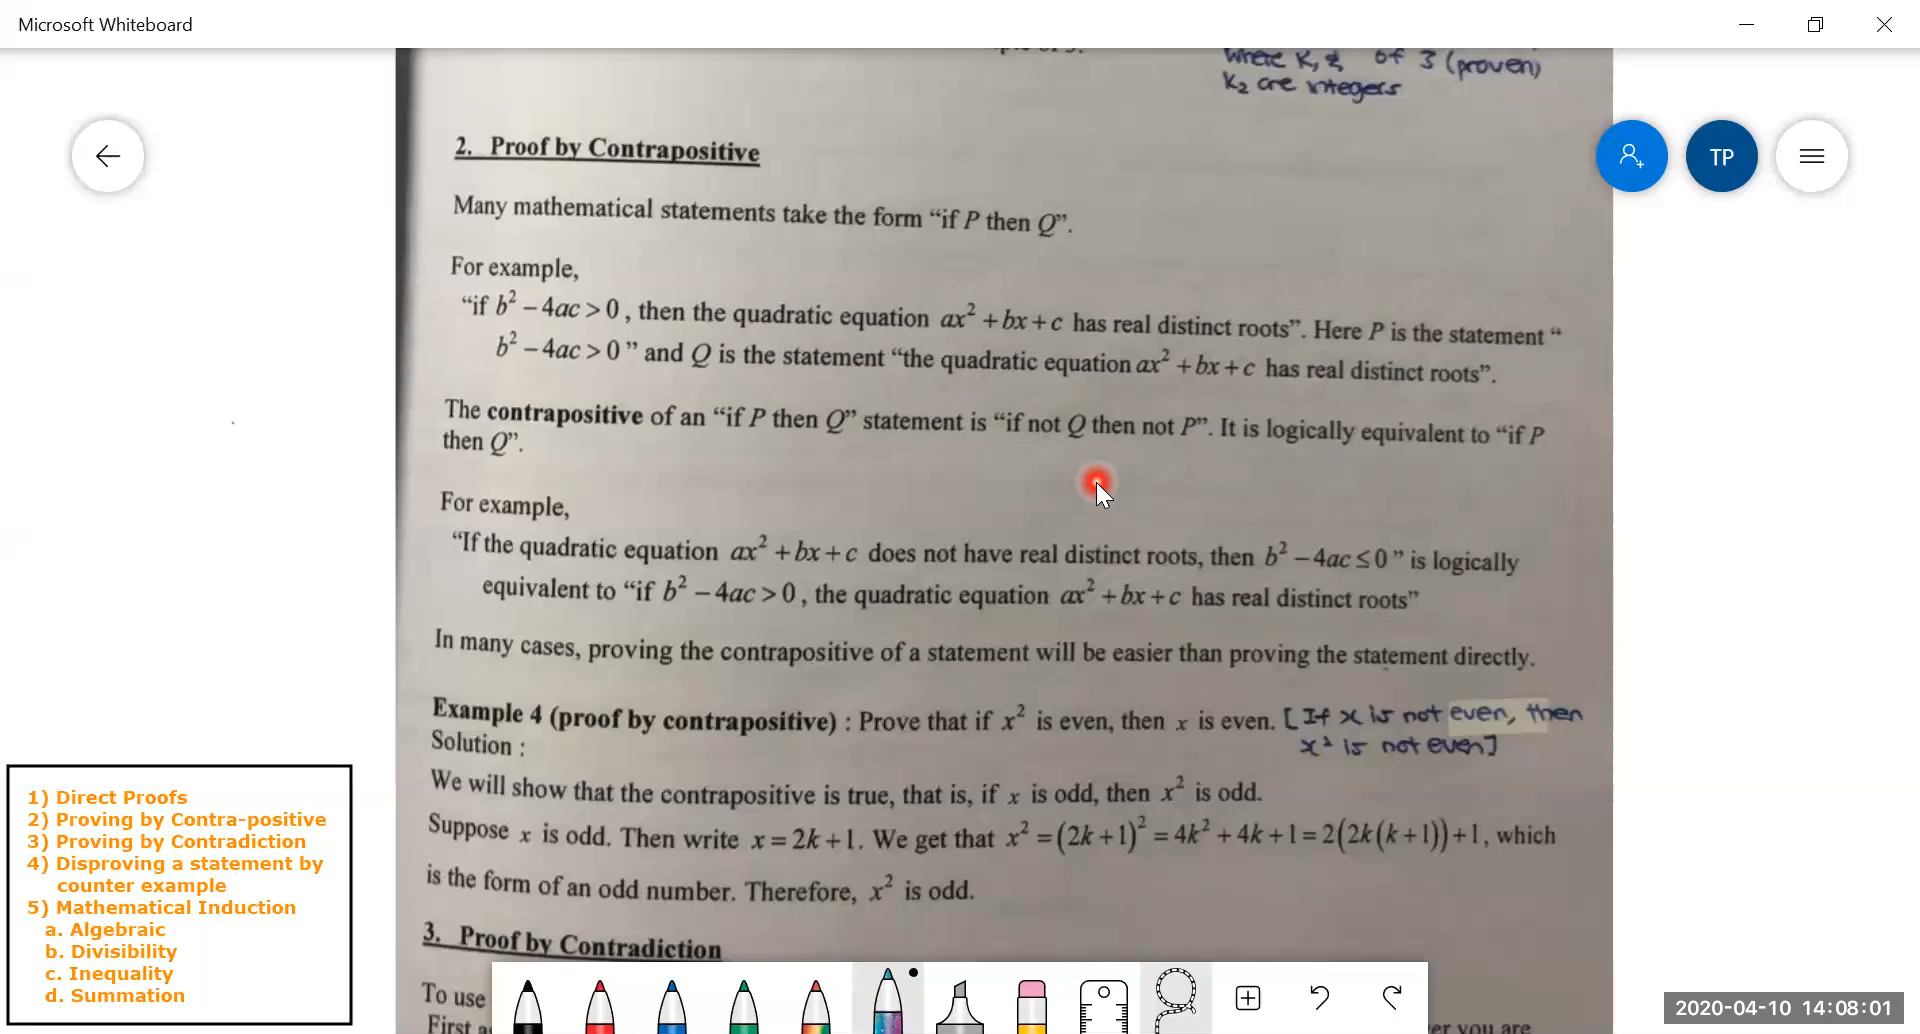 Microsoft Whiteboard
where K, & of 3 (proven)
K₂ are integers
2. Proof by Contrapositive
Many mathematical statements take the form “if P then Q”.
For example,
“if b² – 4ac > 0, then the quadratic equation ax² + bx + c has real distinct roots”. Here P is the statement “
b² – 4ac > 0” and Q is the statement “the quadratic equation ax² + bx + c has real distinct roots”.
The contrapositive of an “if P then Q” statement is “if not Q then not P”. It is logically equivalent to “if P
then Q”.
For example,
“If the quadratic equation ax² + bx + c does not have real distinct roots, then b² – 4ac ≤ 0” is logically
equivalent to “if b² – 4ac > 0, the quadratic equation ax² + bx + c has real distinct roots”
In many cases, proving the contrapositive of a statement will be easier than proving the statement directly.
Example 4 (proof by contrapositive) : Prove that if x² is even, then x is even. [If x is not even, then
x² is not even]
Solution :
We will show that the contrapositive is true, that is, if x is odd, then x² is odd.
Suppose x is odd. Then write x = 2k + 1. We get that x² = (2k + 1)² = 4k² + 4k + 1 = 2(2k(k + 1)) + 1, which
is the form of an odd number. Therefore, x² is odd.
3. Proof by Contradiction
To use
First
er you are
TP
1) Direct Proofs
2) Proving by Contra-positive
3) Proving by Contradiction
4) Disproving a statement by
counter example
5) Mathematical Induction
a. Algebraic
b. Divisibility
c. Inequality
d. Summation
2020-04-10 14:08:01